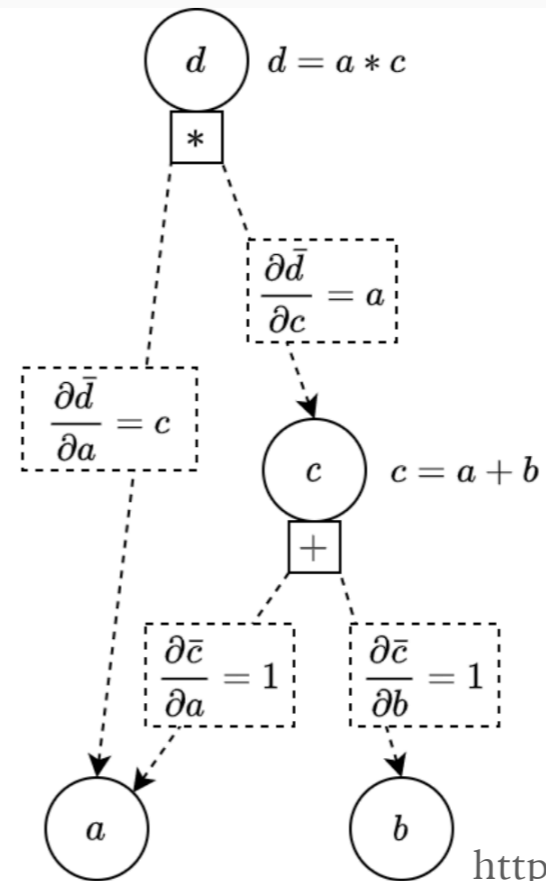 d  d = a * c
*
∂d̄/∂c = a
∂d̄/∂a = c
c  c = a + b
+
∂c̄/∂a = 1  ∂c̄/∂b = 1
a  b
http